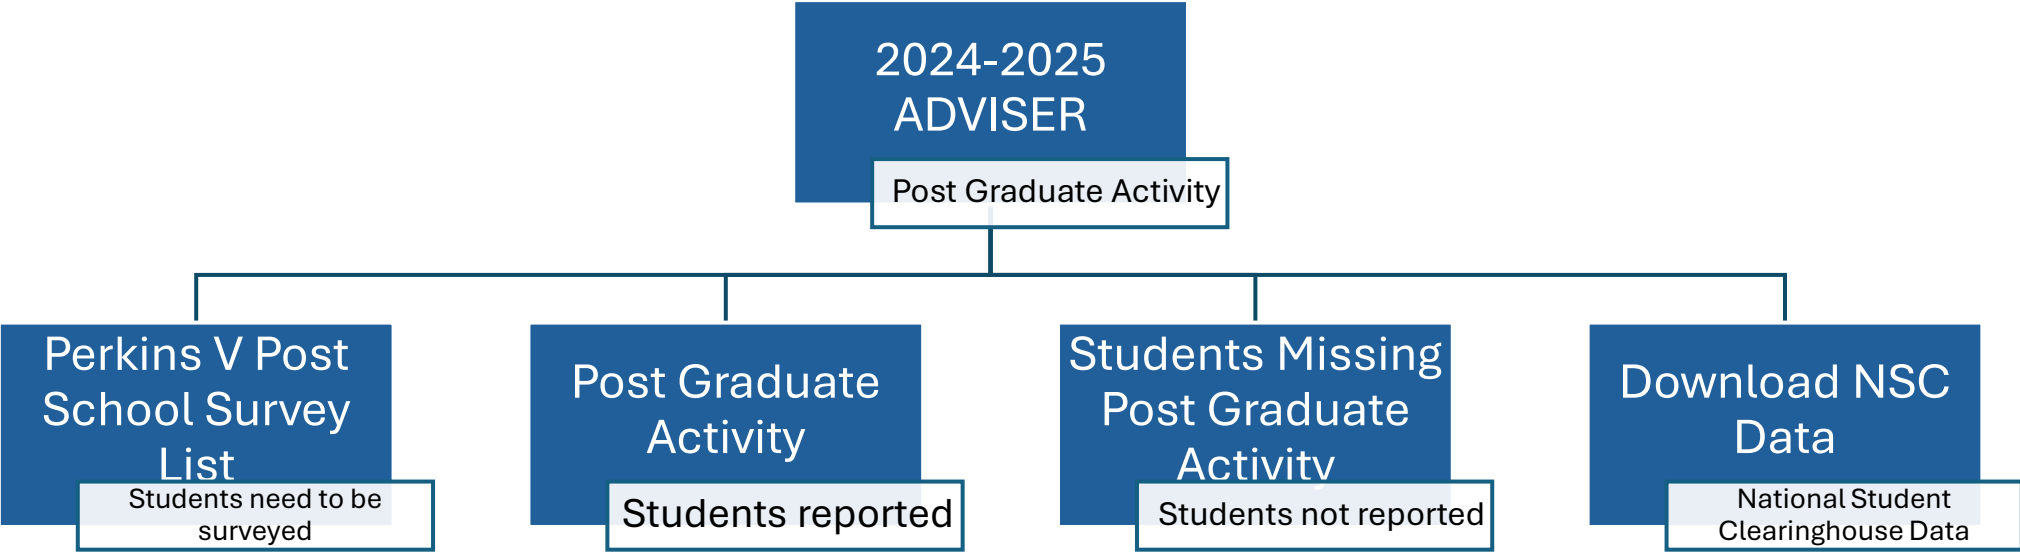 2024-2025
ADVISER
Post Graduate Activity
Perkins V Post
School Survey
List
Students need to be
surveyed
Post Graduate
Activity
Students reported
Students Missing
Post Graduate
Activity
Students not reported
Download NSC
Data
National Student
Clearinghouse Data